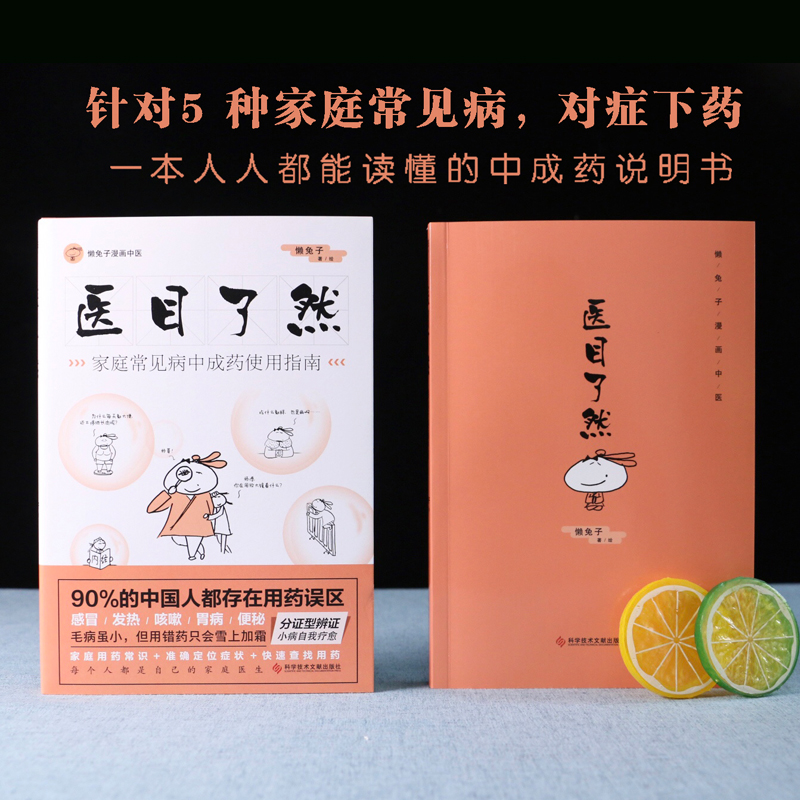 针对5 种家庭常见病，对症下药
一本人人都能读懂的中成药说明书
懒兔子漫画中医
懒兔子
著/绘
医目了然
>>> 家庭常见病中成药使用指南 <<<
90%的中国人都存在用药误区
感冒/发热/咳嗽/胃病/便秘
毛病虽小，但用错药只会雪上加霜
分证型辨证
小病自我疗愈
家庭用药常识+准确定位症状+快速查找用药
每个人都是自己的家庭医生
科学技术文献出版社
懒/兔/子/漫/画/中/医
医目了然
懒兔子
著/绘
科学技术文献出版社